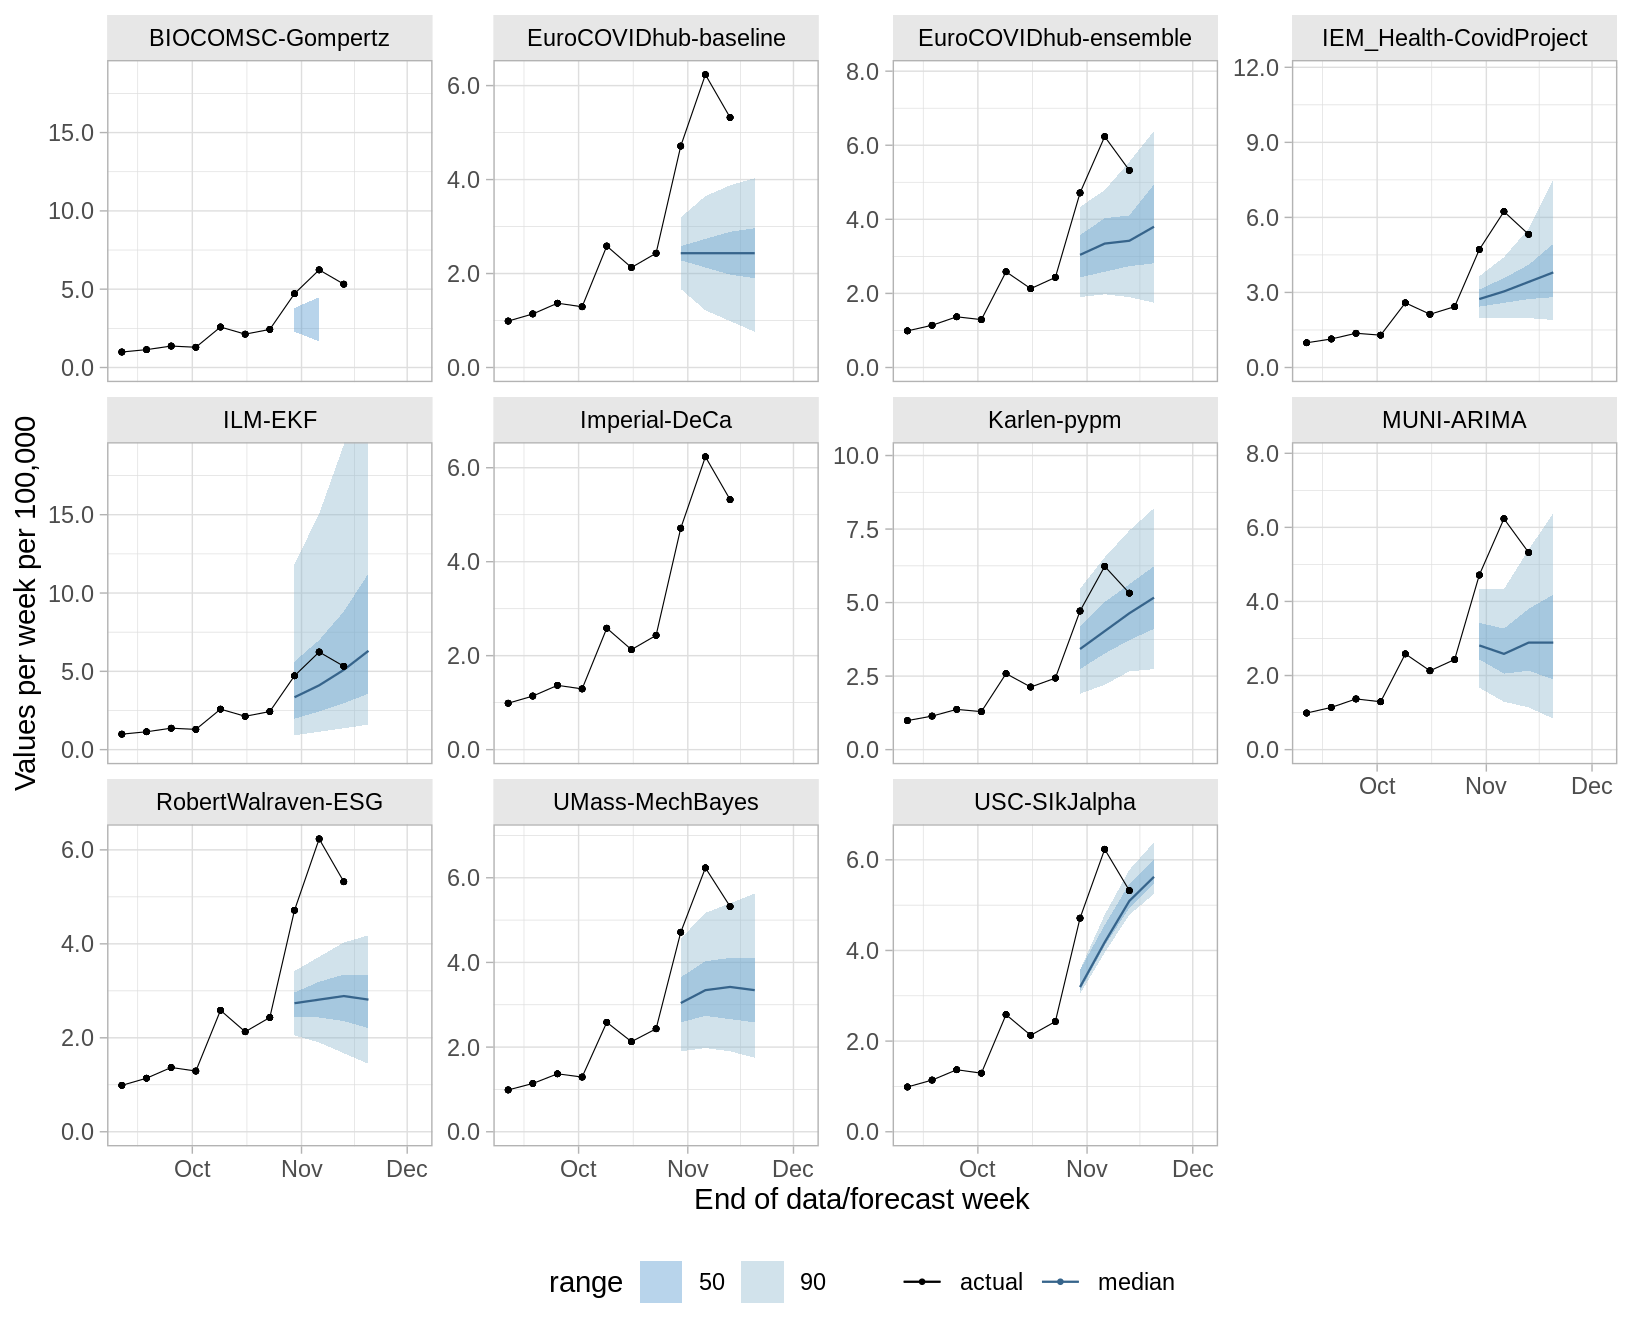 BIOCOMSC-Gompertz
EuroCOVIDhub-baseline
EuroCOVIDhub-ensemble
IEM_Health-CovidProject
15.0
10.0
5.0
0.0
6.0
4.0
2.0
0.0
8.0
6.0
4.0
2.0
0.0
12.0
9.0
6.0
3.0
0.0
Values per week per 100,000
ILM-EKF
Imperial-DeCa
Karlen-pypm
MUNI-ARIMA
15.0
10.0
5.0
0.0
6.0
4.0
2.0
0.0
10.0
7.5
5.0
2.5
0.0
8.0
6.0
4.0
2.0
0.0
Oct Nov Dec
RobertWalraven-ESG
UMass-MechBayes
USC-SIkJalpha
6.0
4.0
2.0
0.0
6.0
4.0
2.0
0.0
6.0
4.0
2.0
0.0
Oct Nov Dec
Oct Nov Dec
Oct Nov Dec
End of data/forecast week
range 50 90 actual median